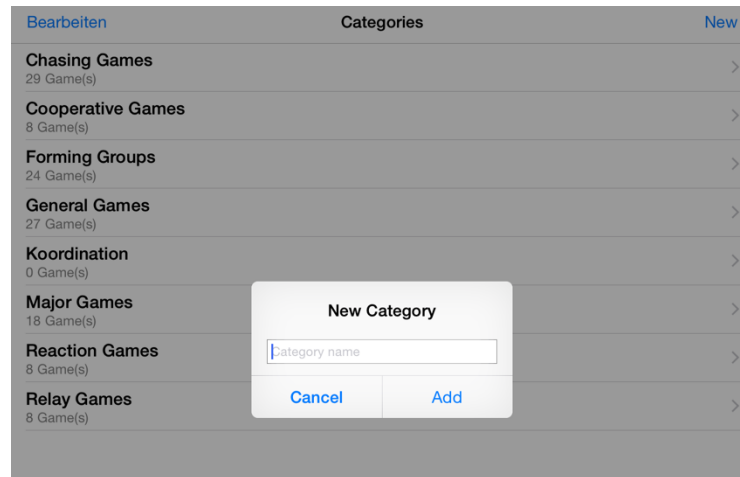 Bearbeiten Categories New
Chasing Games
29 Game(s)
Cooperative Games
8 Game(s)
Forming Groups
24 Game(s)
General Games
27 Game(s)
Koordination
0 Game(s)
Major Games
18 Game(s)
Reaction Games
8 Game(s)
Relay Games
8 Game(s)
New Category
Category name
Cancel Add